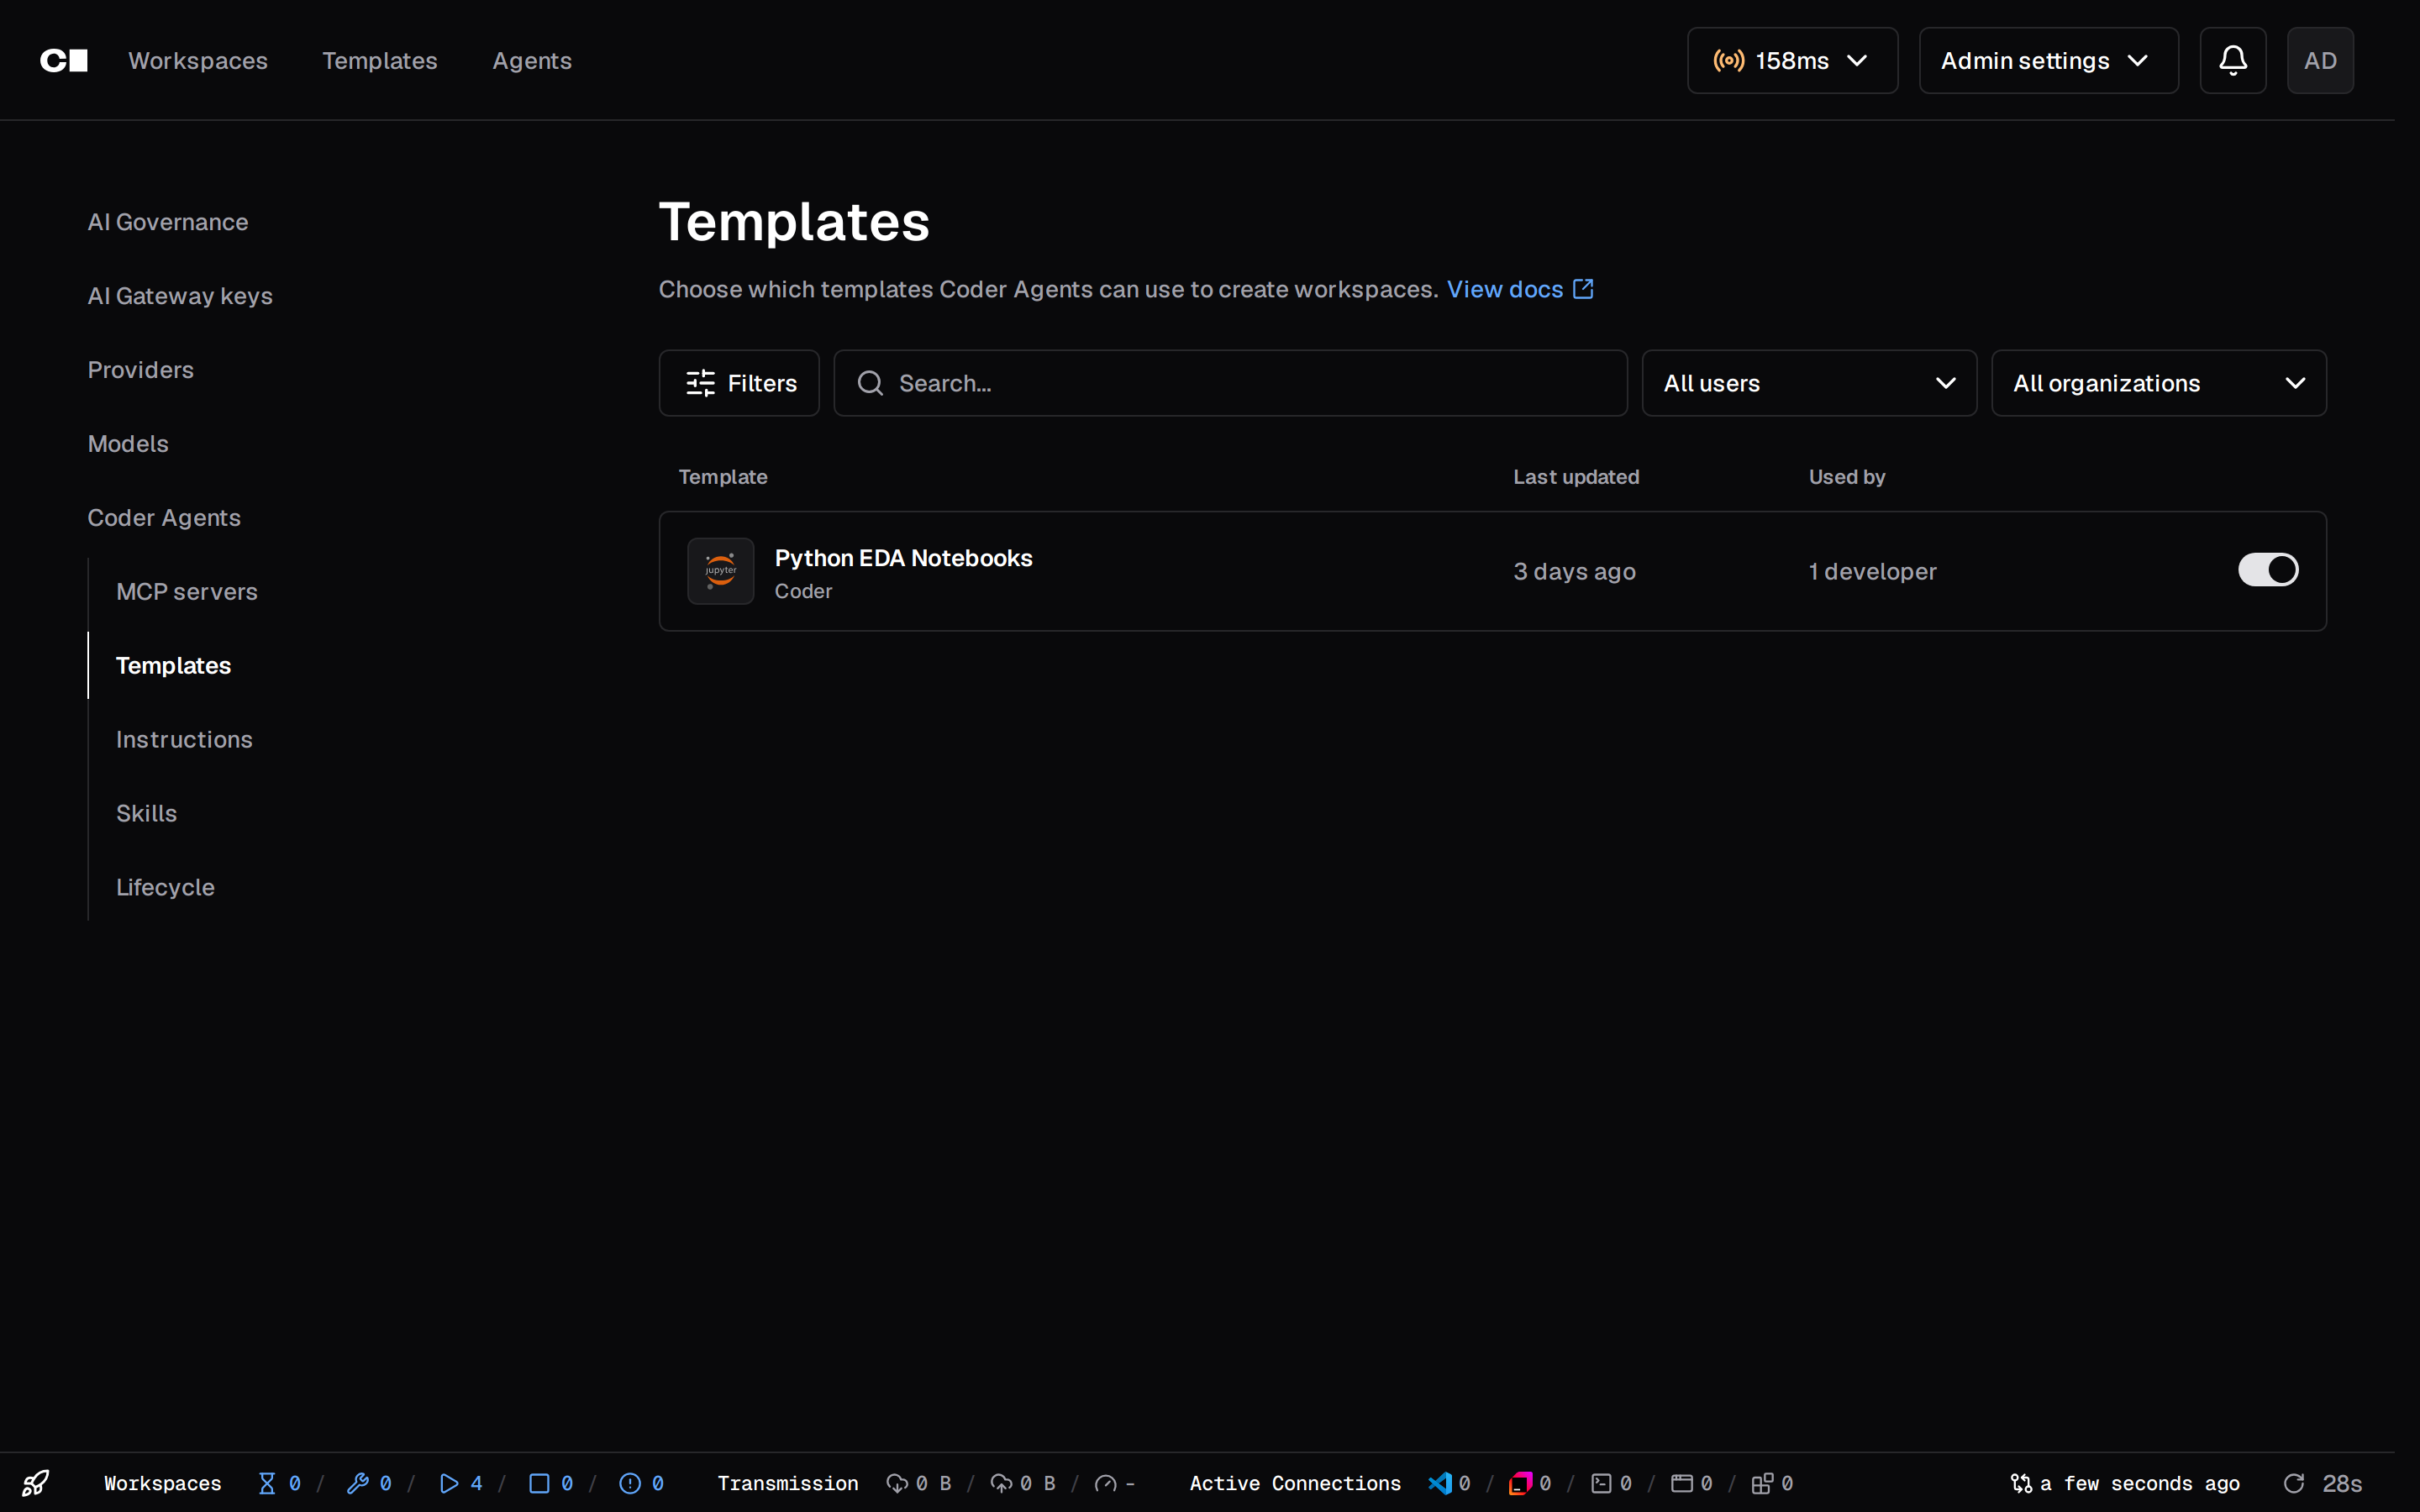 Workspaces Templates Agents 158ms Admin settings AD
AI Governance
AI Gateway keys
Providers
Models
Coder Agents
MCP servers
Templates
Instructions
Skills
Lifecycle
Templates
Choose which templates Coder Agents can use to create workspaces. View docs
Filters Search... All users All organizations
Template Last updated Used by
jupyter Python EDA Notebooks 3 days ago 1 developer
Coder
Workspaces 0 / 0 / 4 / 0 / 0 Transmission 0 B / 0 B / - Active Connections 0 / 0 / 0 / 0 / 0 a few seconds ago 28s